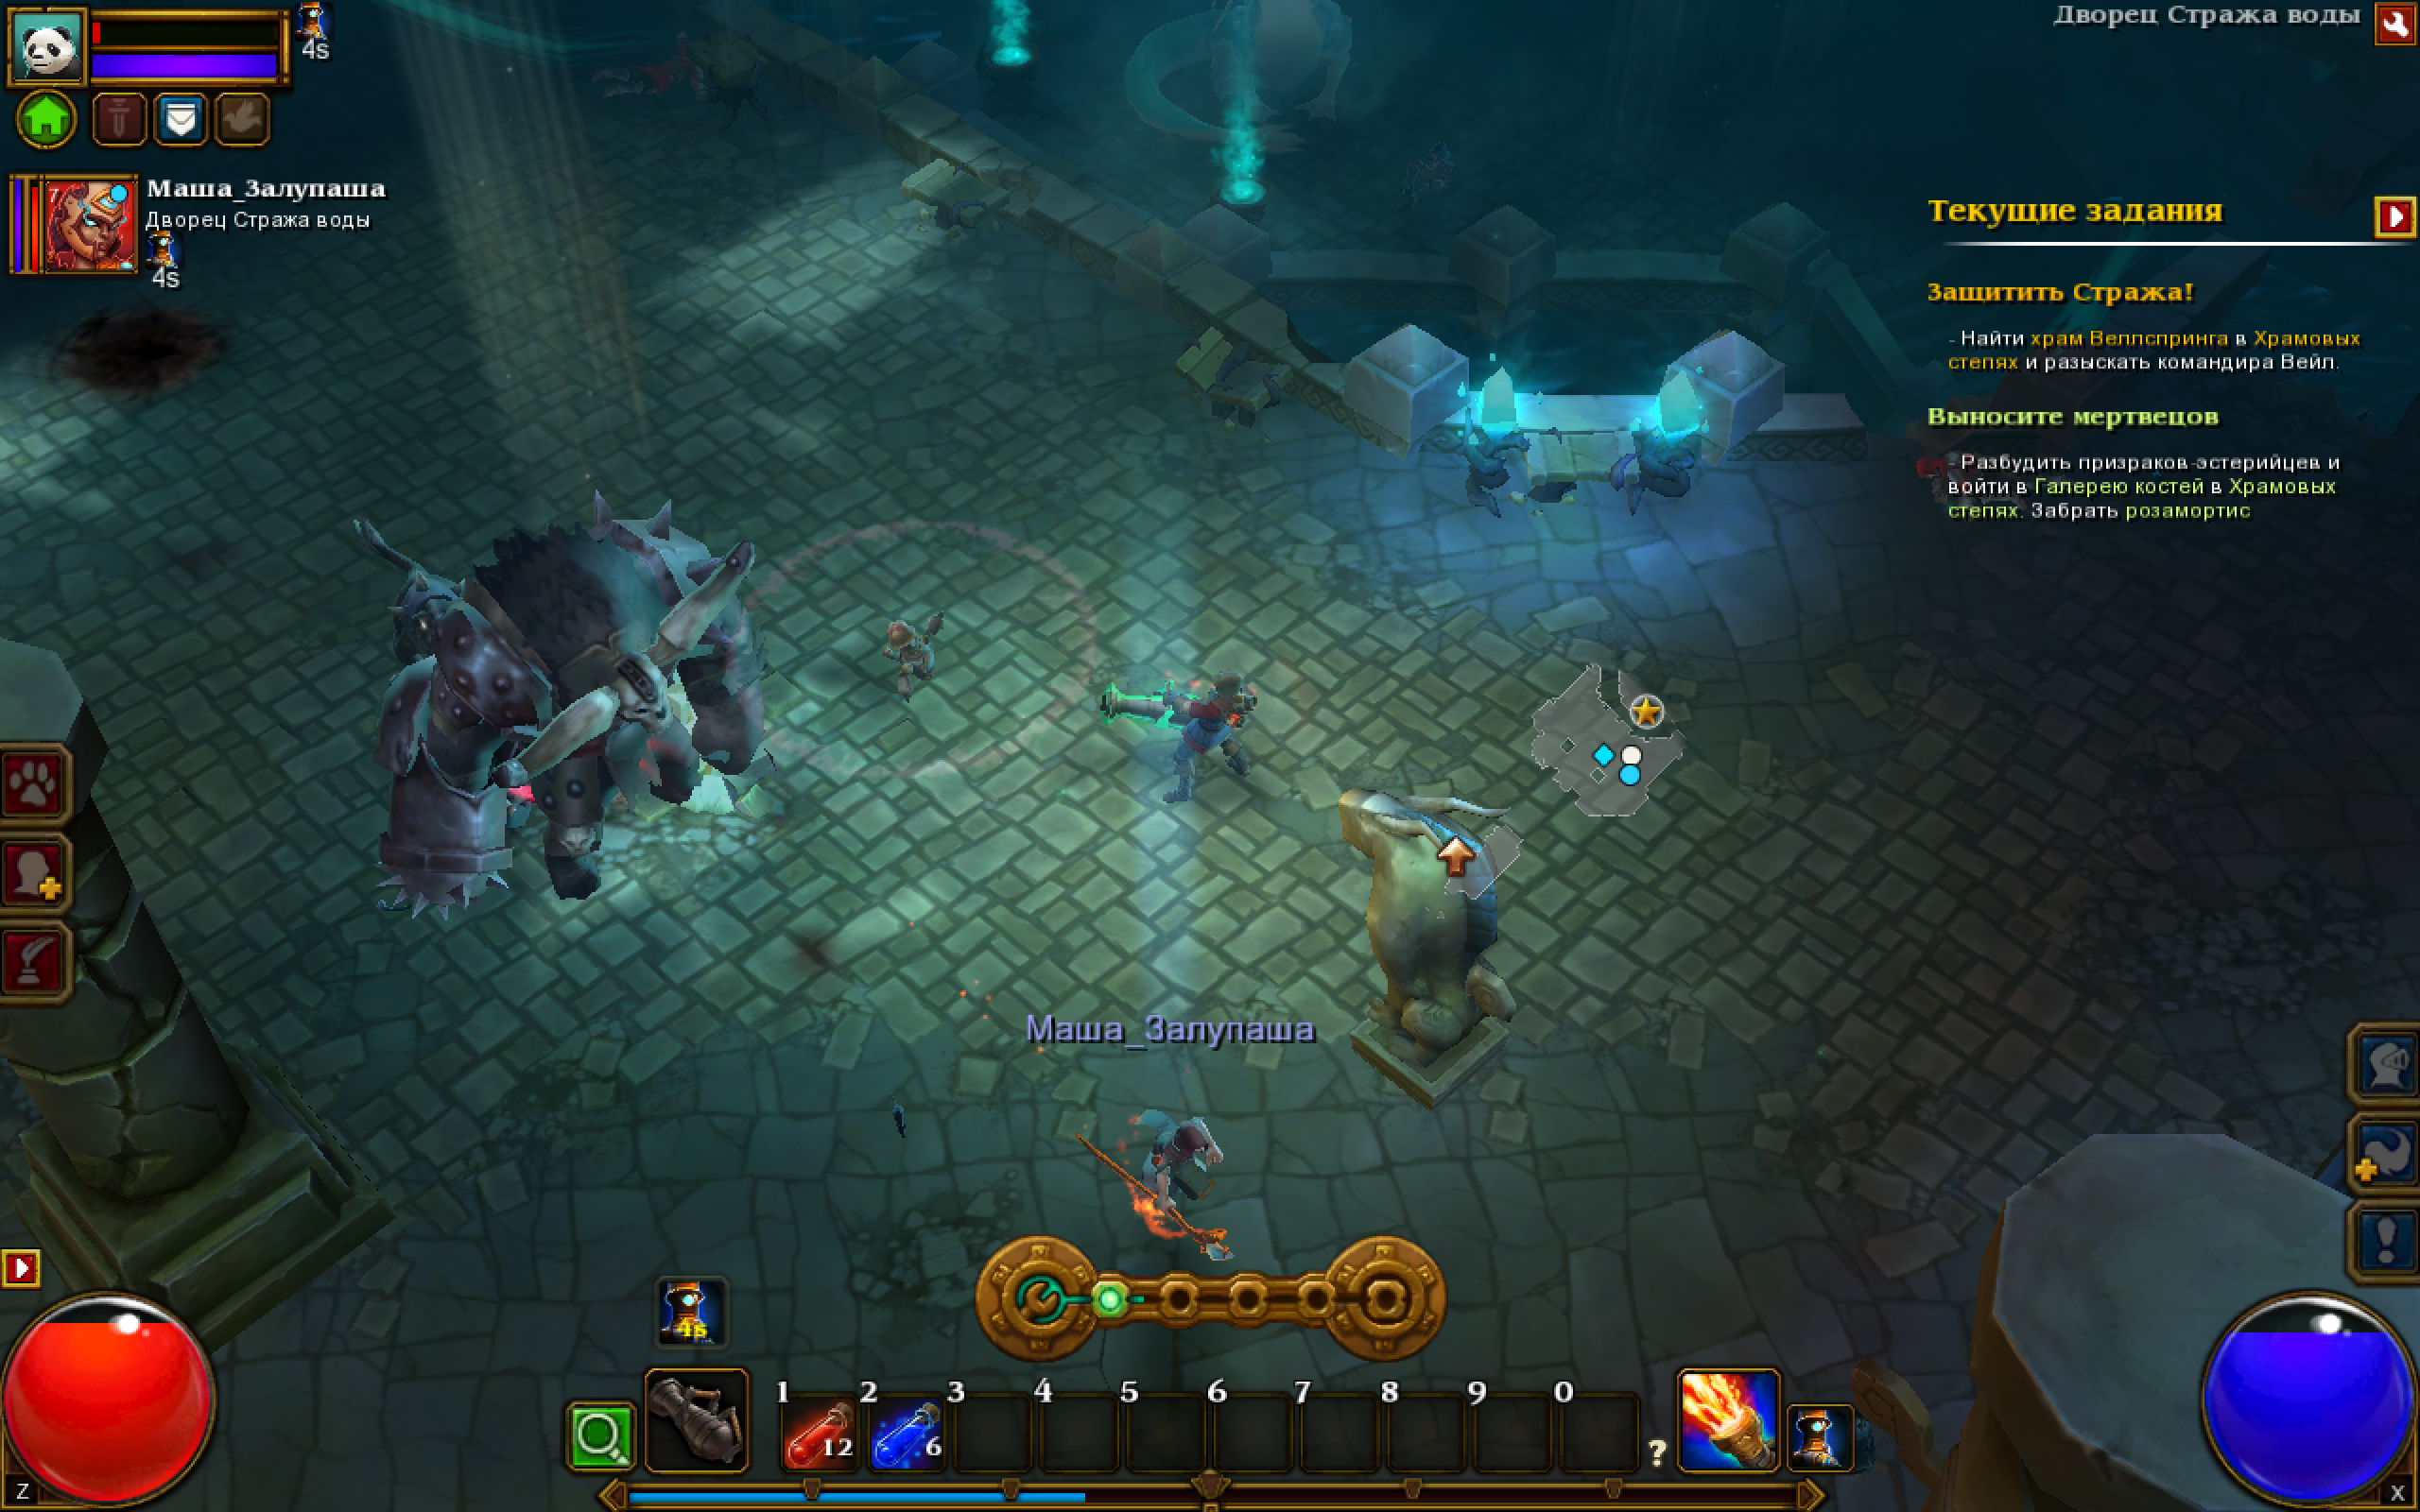 4s
Дворец Стража воды
7
Маша_Залупаша
Дворец Стража воды
4s
Текущие задания
Защитить Стража!
- Найти храм Веллспринга в Храмовых
степях и разыскать командира Вейл.
Выносите мертвецов
- Разбудить призраков-эстерийцев и
войти в Галерею костей в Храмовых
степях. Забрать розамортис
Маша_Залупаша
4s
1 2 3 4 5 6 7 8 9 0
12 6
?
Z
X